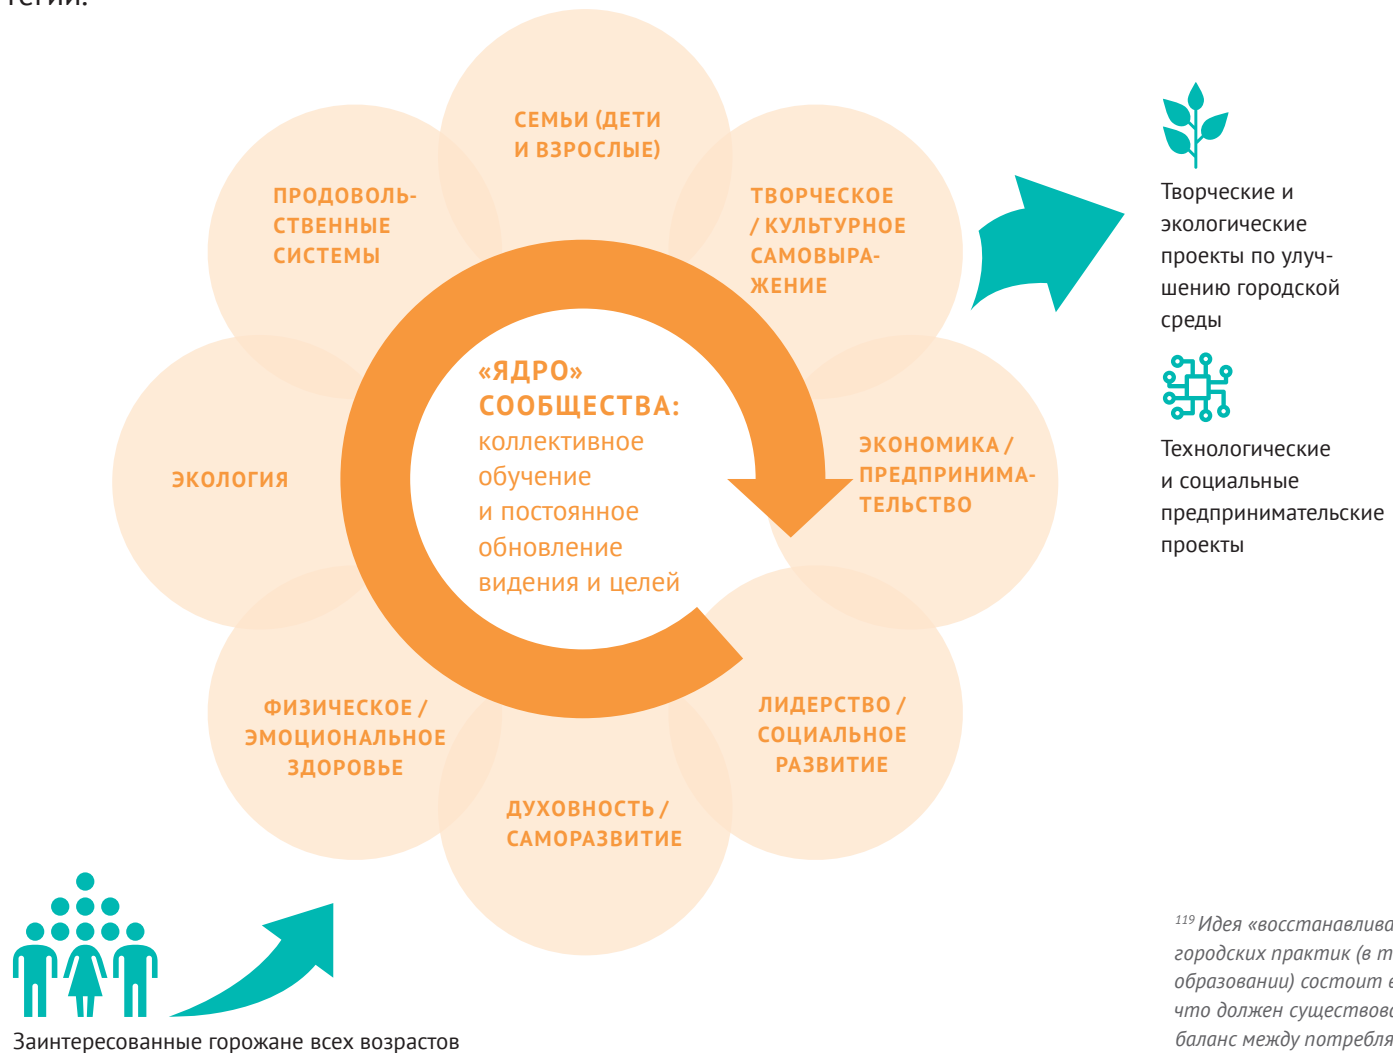 тегии.
СЕМЬИ (ДЕТИ
И ВЗРОСЛЫЕ)
ПРОДОВОЛЬ-
СТВЕННЫЕ
СИСТЕМЫ
ТВОРЧЕСКОЕ
/ КУЛЬТУРНОЕ
САМОВЫРА-
ЖЕНИЕ
Творческие и
экологические
проекты по улуч-
шению городской
среды
«ЯДРО»
СООБЩЕСТВА:
коллективное
обучение
и постоянное
обновление
видения и целей
ЭКОЛОГИЯ
ЭКОНОМИКА /
ПРЕДПРИНИМА-
ТЕЛЬСТВО
Технологические
и социальные
предпринимательские
проекты
ФИЗИЧЕСКОЕ /
ЭМОЦИОНАЛЬНОЕ
ЗДОРОВЬЕ
ЛИДЕРСТВО /
СОЦИАЛЬНОЕ
РАЗВИТИЕ
ДУХОВНОСТЬ /
САМОРАЗВИТИЕ
Заинтересованные горожане всех возрастов
119 Идея «восстанавлива
городских практик (в т
образовании) состоит в
что должен существова
баланс между потребля